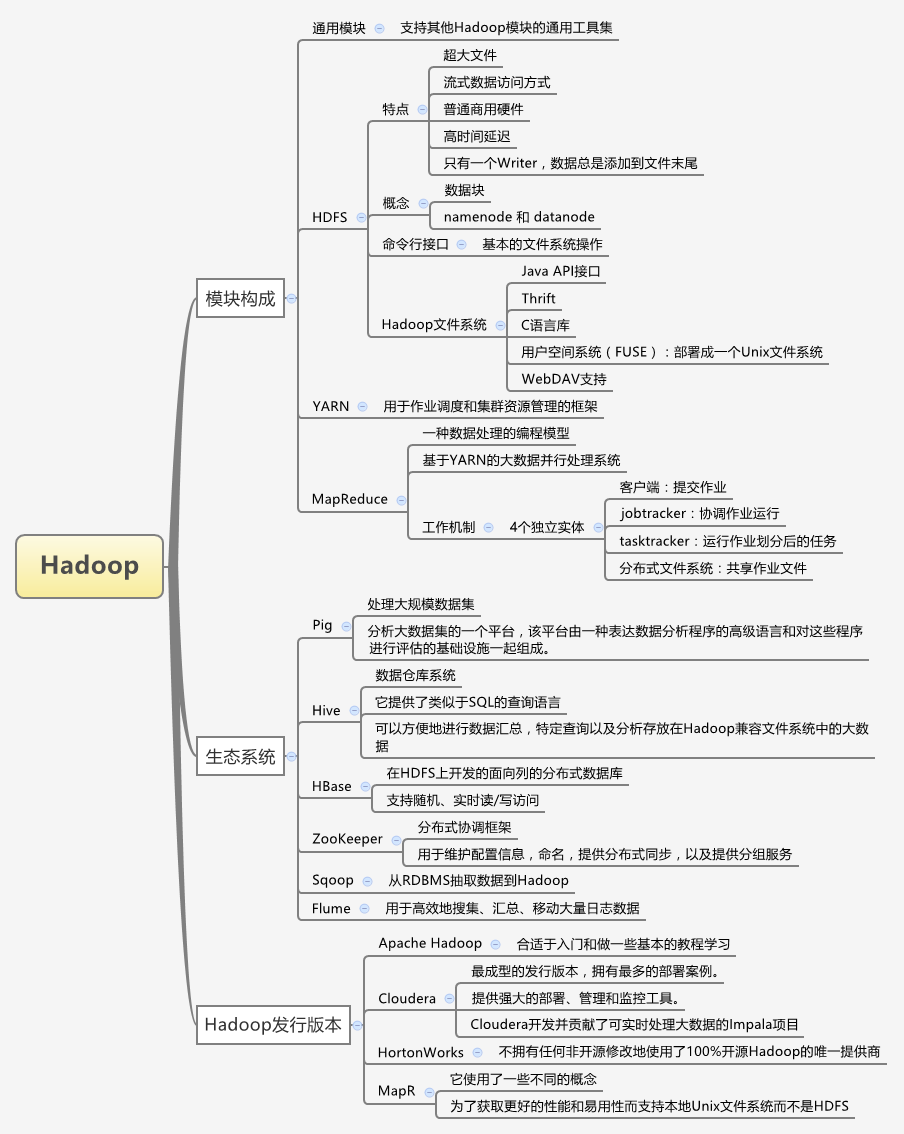 Hadoop
模块构成
通用模块
支持其他Hadoop模块的通用工具集
HDFS
特点
超大文件
流式数据访问方式
普通商用硬件
高时间延迟
只有一个Writer，数据总是添加到文件末尾
概念
数据块
namenode 和 datanode
命令行接口
基本的文件系统操作
Hadoop文件系统
Java API接口
Thrift
C语言库
用户空间系统（FUSE）：部署成一个Unix文件系统
WebDAV支持
YARN
用于作业调度和集群资源管理的框架
MapReduce
一种数据处理的编程模型
基于YARN的大数据并行处理系统
工作机制
4个独立实体
客户端：提交作业
jobtracker：协调作业运行
tasktracker：运行作业划分后的任务
分布式文件系统：共享作业文件
生态系统
Pig
处理大规模数据集
分析大数据集的一个平台，该平台由一种表达数据分析程序的高级语言和对这些程序
进行评估的基础设施一起组成。
Hive
数据仓库系统
它提供了类似于SQL的查询语言
可以方便地进行数据汇总，特定查询以及分析存放在Hadoop兼容文件系统中的大数
据
HBase
在HDFS上开发的面向列的分布式数据库
支持随机、实时读/写访问
ZooKeeper
分布式协调框架
用于维护配置信息，命名，提供分布式同步，以及提供分组服务
Sqoop
从RDBMS抽取数据到Hadoop
Flume
用于高效地搜集、汇总、移动大量日志数据
Hadoop发行版本
Apache Hadoop
合适于入门和做一些基本的教程学习
Cloudera
最成型的发行版本，拥有最多的部署案例。
提供强大的部署、管理和监控工具。
Cloudera开发并贡献了可实时处理大数据的Impala项目
HortonWorks
不拥有任何非开源修改地使用了100%开源Hadoop的唯一提供商
MapR
它使用了一些不同的概念
为了获取更好的性能和易用性而支持本地Unix文件系统而不是HDFS